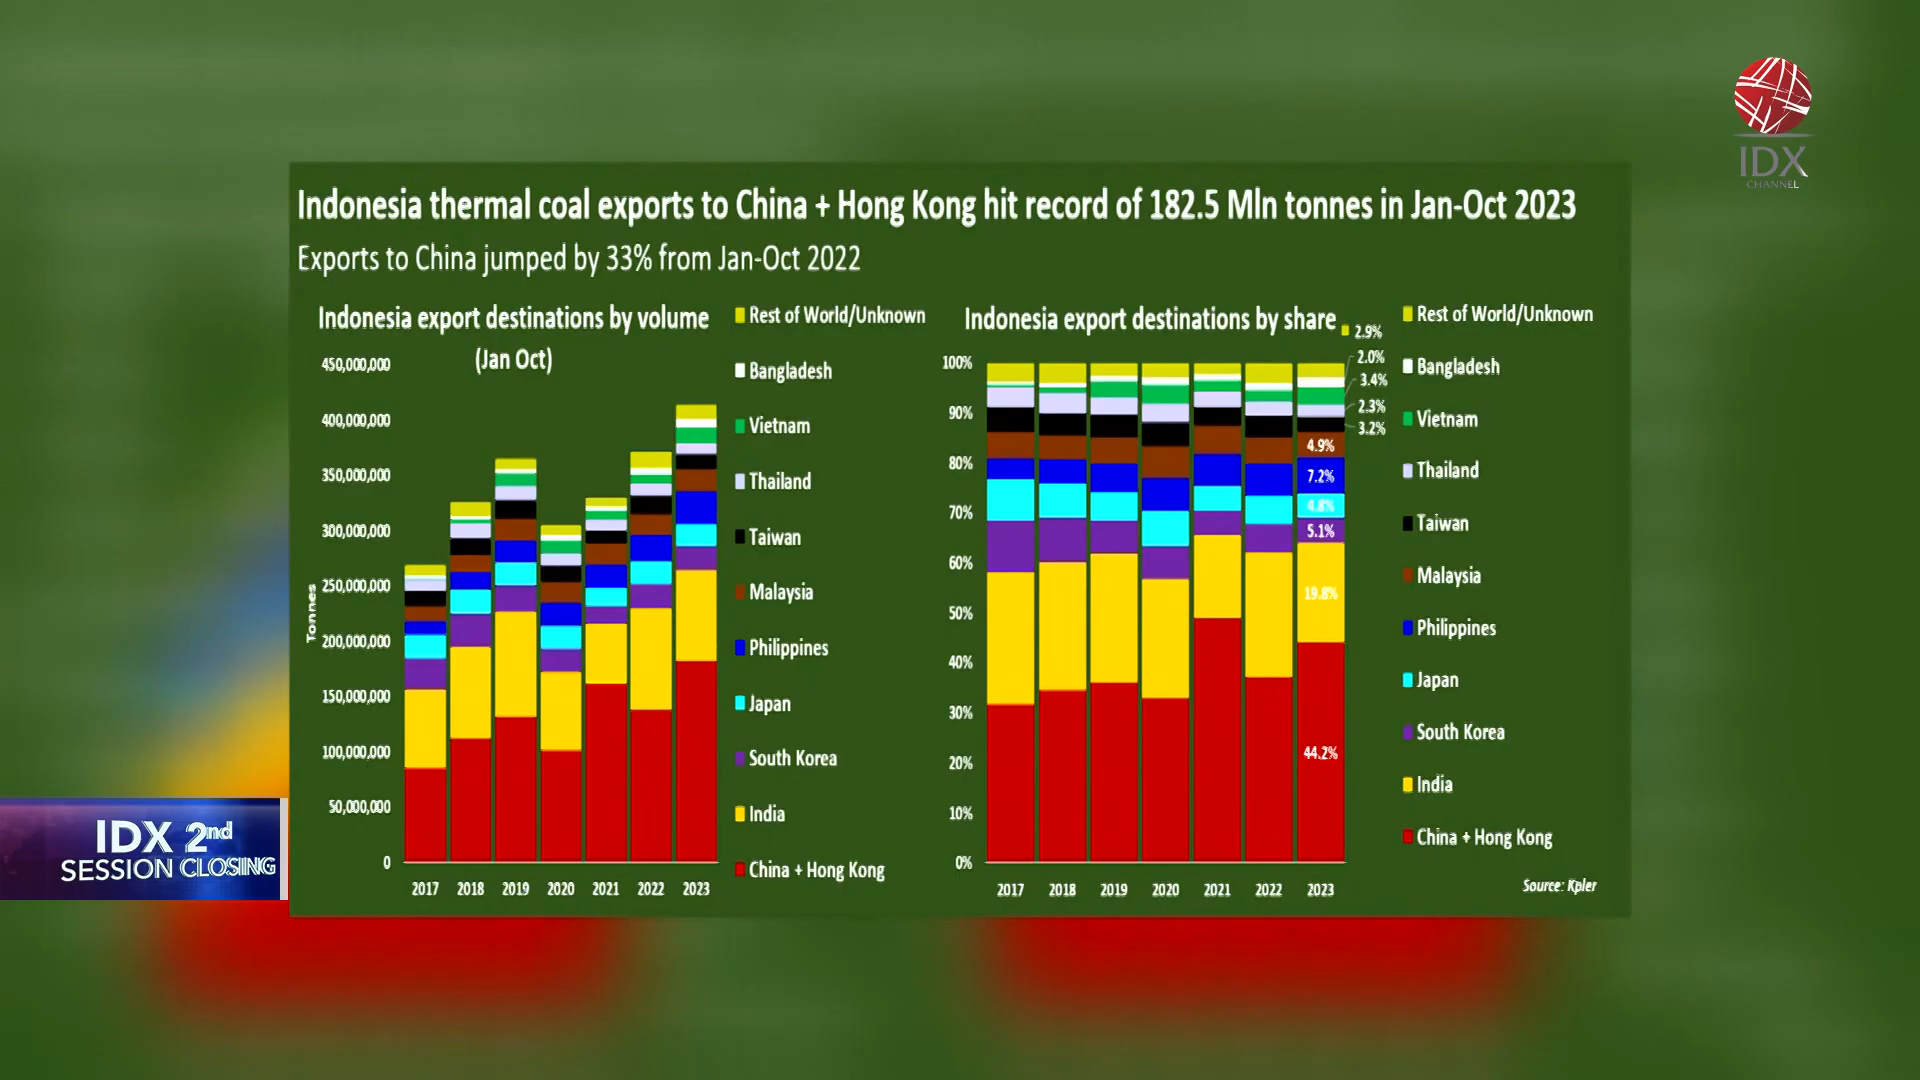 IDX
CHANNEL
Indonesia thermal coal exports to China + Hong Kong hit record of 182.5 Mln tonnes in Jan-Oct 2023
Exports to China jumped by 33% from Jan-Oct 2022
Indonesia export destinations by volume
(Jan Oct)
Tonnes
450,000,000
400,000,000
350,000,000
300,000,000
250,000,000
200,000,000
150,000,000
100,000,000
50,000,000
0
2017 2018 2019 2020 2021 2022 2023
Rest of World/Unknown
Bangladesh
Vietnam
Thailand
Taiwan
Malaysia
Philippines
Japan
South Korea
India
China + Hong Kong
Indonesia export destinations by share
100%
90%
80%
70%
60%
50%
40%
30%
20%
10%
0%
2.9%
2.0%
3.4%
2.3%
3.2%
4.9%
7.2%
4.8%
5.1%
19.8%
44.2%
2017 2018 2019 2020 2021 2022 2023
Rest of World/Unknown
Bangladesh
Vietnam
Thailand
Taiwan
Malaysia
Philippines
Japan
South Korea
India
China + Hong Kong
Source: Kpler
IDX 2nd
SESSION CLOSING